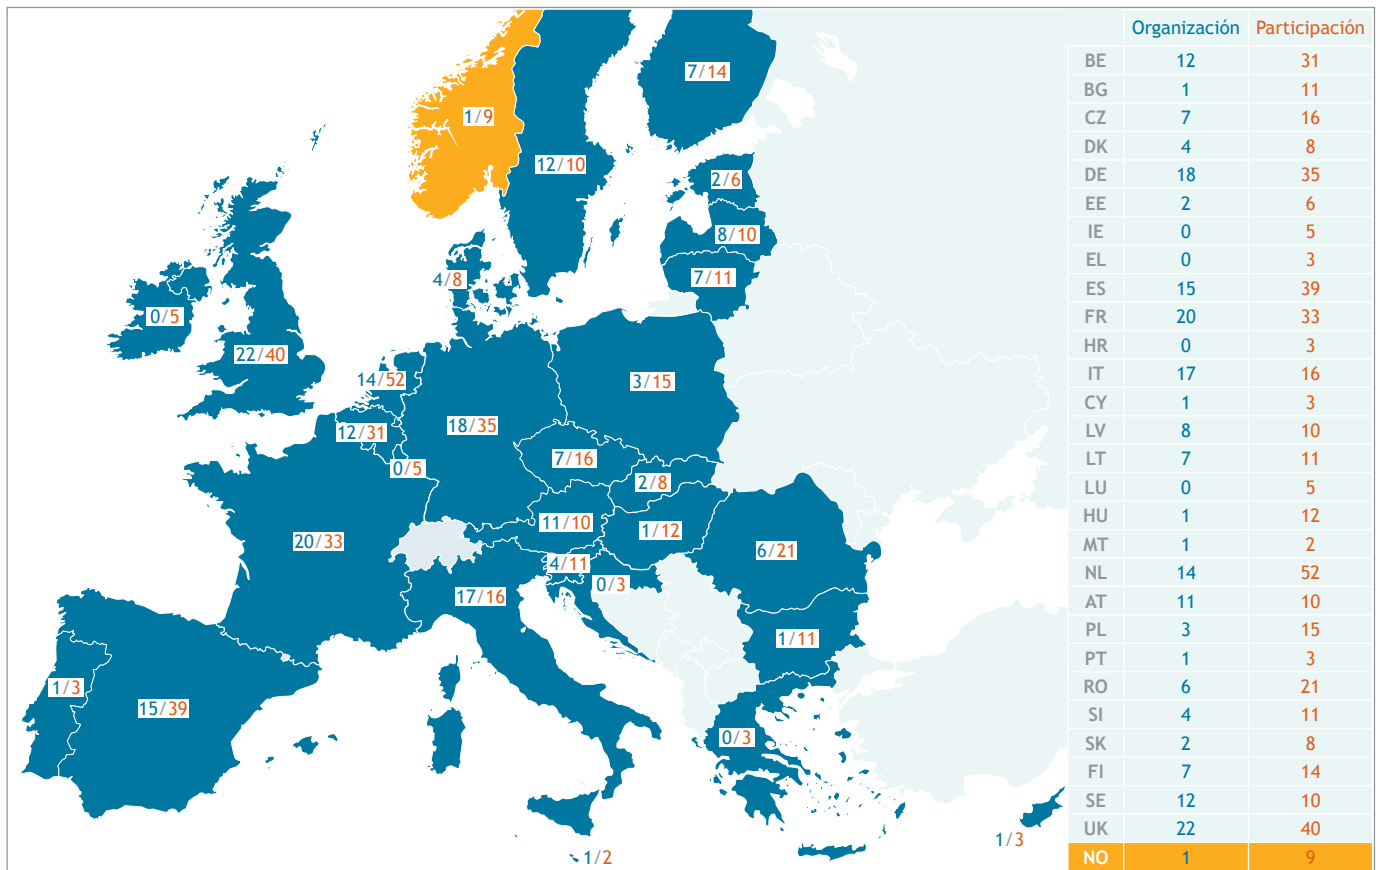 7/14
1/9
12/10
2/6
8/10
7/11
4/8
0/5
22/40
14/52
3/15
12/31
18/35
7/16
0/5
2/8
11/10
1/12
20/33
6/21
4/11
0/3
17/16
1/11
1/3
15/39
0/3
1/3
1/2
Organización Participación
BE 12 31
BG 1 11
CZ 7 16
DK 4 8
DE 18 35
EE 2 6
IE 0 5
EL 0 3
ES 15 39
FR 20 33
HR 0 3
IT 17 16
CY 1 3
LV 8 10
LT 7 11
LU 0 5
HU 1 12
MT 1 2
NL 14 52
AT 11 10
PL 3 15
PT 1 3
RO 6 21
SI 4 11
SK 2 8
FI 7 14
SE 12 10
UK 22 40
NO 1 9